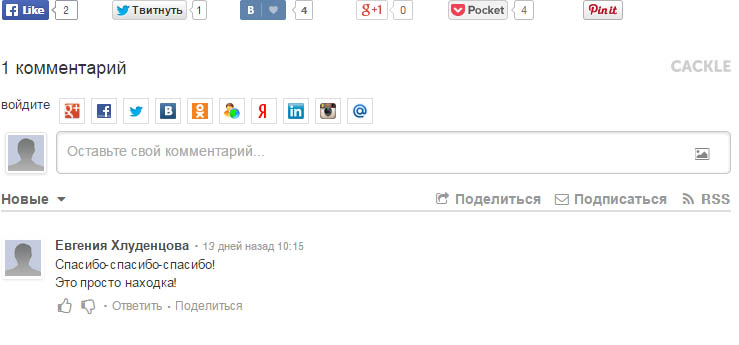 Like 2 Твитнуть 1 B 4 g+1 0 Pocket 4 Pin it
1 комментарий CACKLE
войдите
Оставьте свой комментарий...
Новые Поделиться Подписаться RSS
Евгения Хлуденцова • 13 дней назад 10:15
Спасибо-спасибо-спасибо!
Это просто находка!
• Ответить • Поделиться